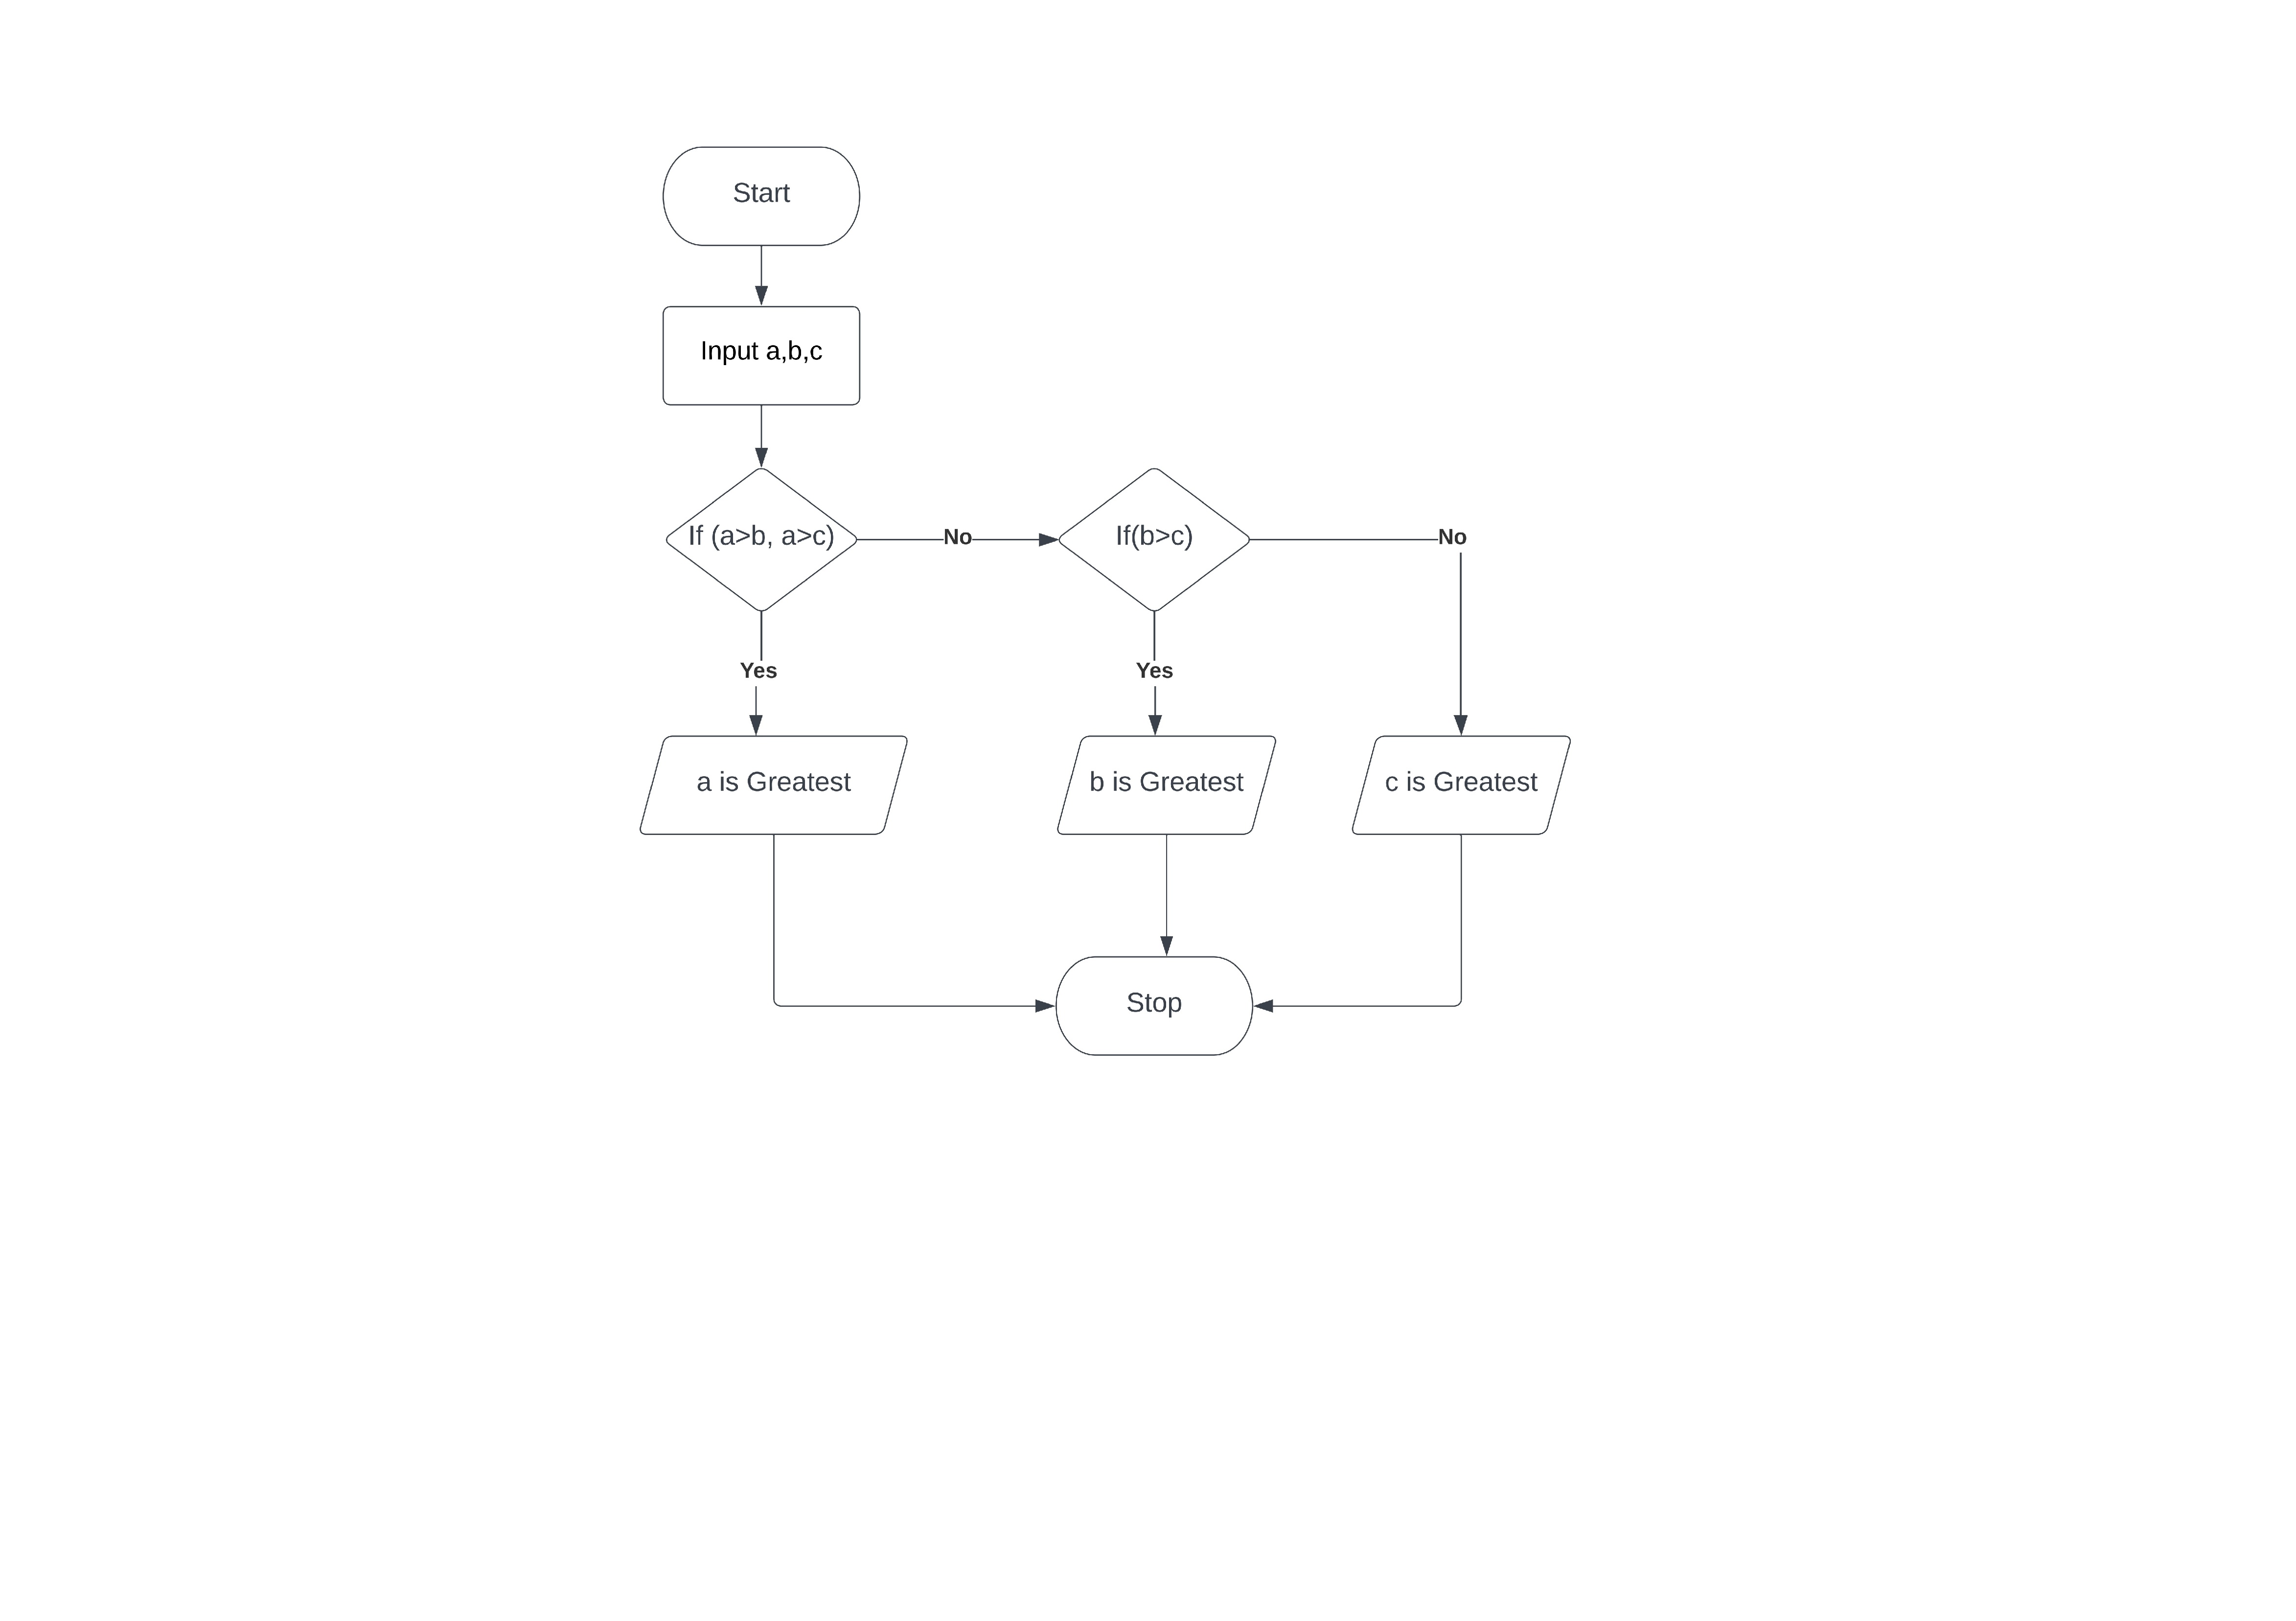 Start
Input a,b,c
If (a>b, a>c)
No
If(b>c)
No
Yes
Yes
a is Greatest
b is Greatest
c is Greatest
Stop